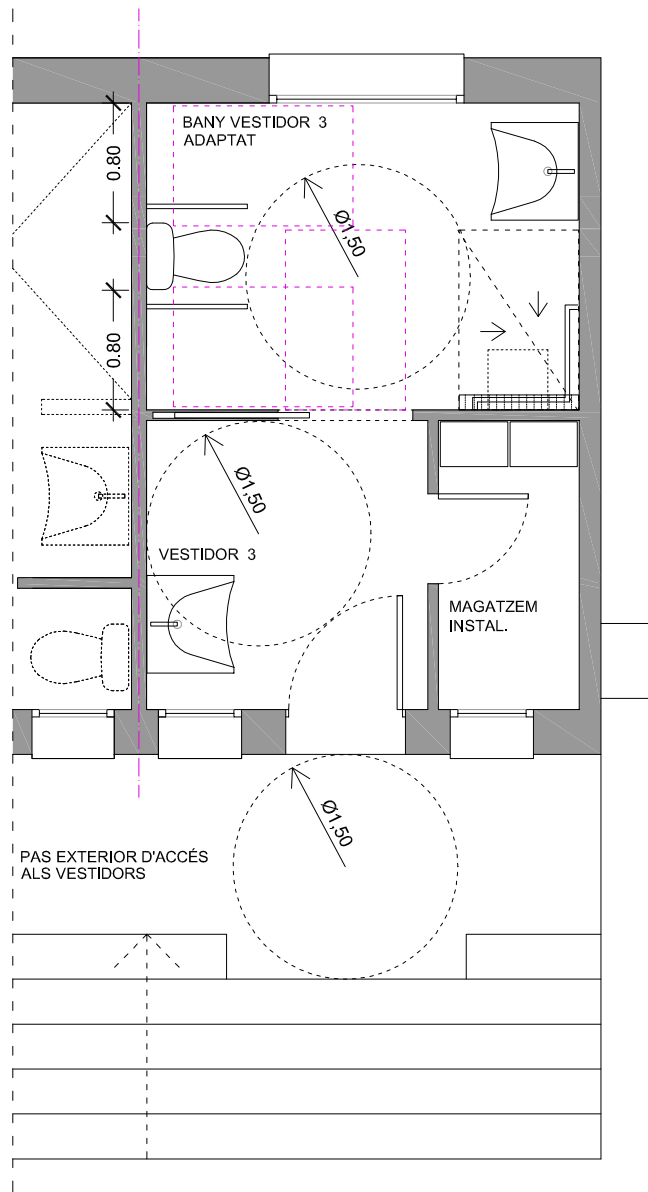 BANY VESTIDOR 3
ADAPTAT
0.80
Ø1,50
0.80
Ø1,50
VESTIDOR 3
MAGATZEM
INSTAL.
Ø1,50
PAS EXTERIOR D'ACCÉS
ALS VESTIDORS